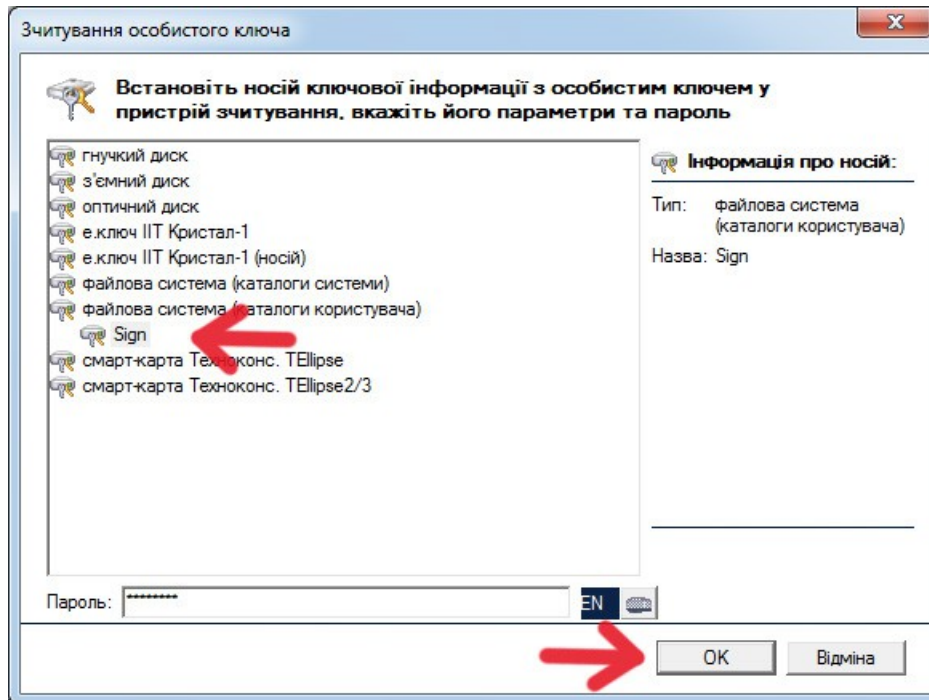 Зчитування особистого ключа
Встановіть носій ключової інформації з особистим ключем у
пристрій зчитування, вкажіть його параметри та пароль
гнучкий диск
з'ємний диск
оптичний диск
е.ключ ІІТ Кристал-1
е.ключ ІІТ Кристал-1 (носій)
файлова система (каталоги системи)
файлова система (каталоги користувача)
Sign
смарт-карта Техноконс. TEllipse
смарт-карта Техноконс. TEllipse2/3
Інформація про носій:
Тип: файлова система
(каталоги користувача)
Назва: Sign
Пароль: ********
EN
OK
Відміна